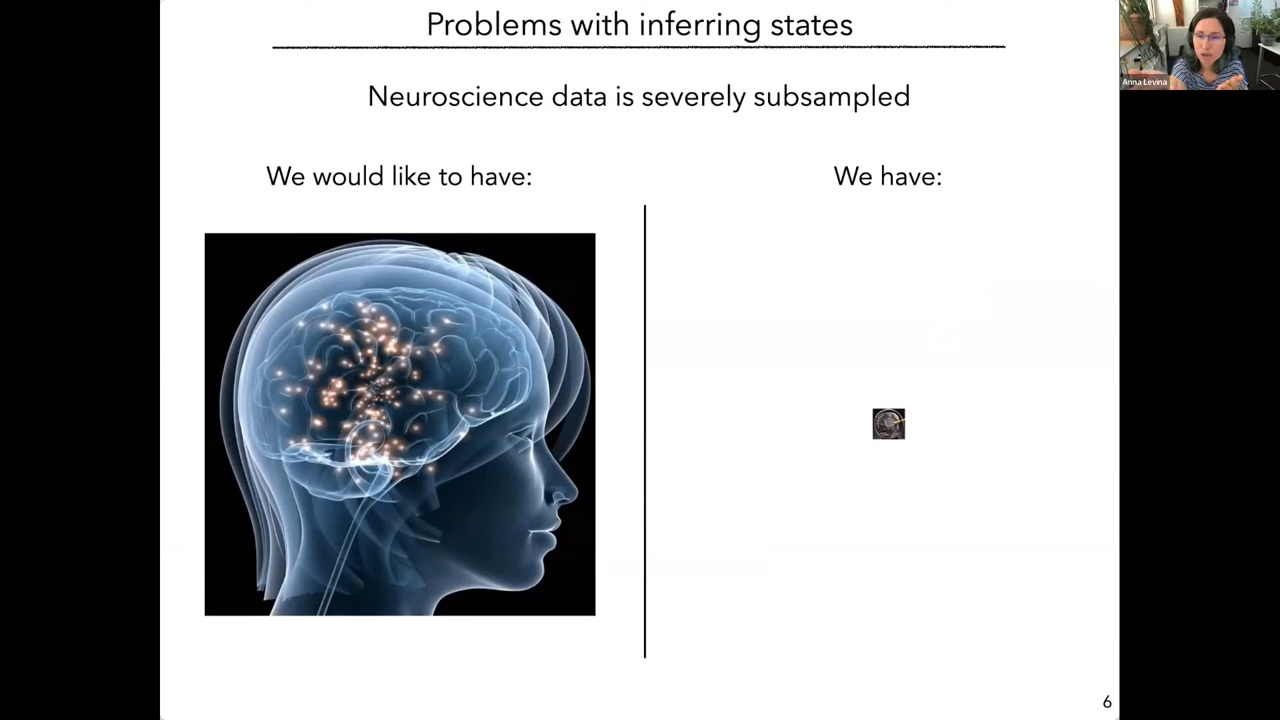 Problems with inferring states
Anna Levina
Neuroscience data is severely subsampled
We would like to have:
We have:
6